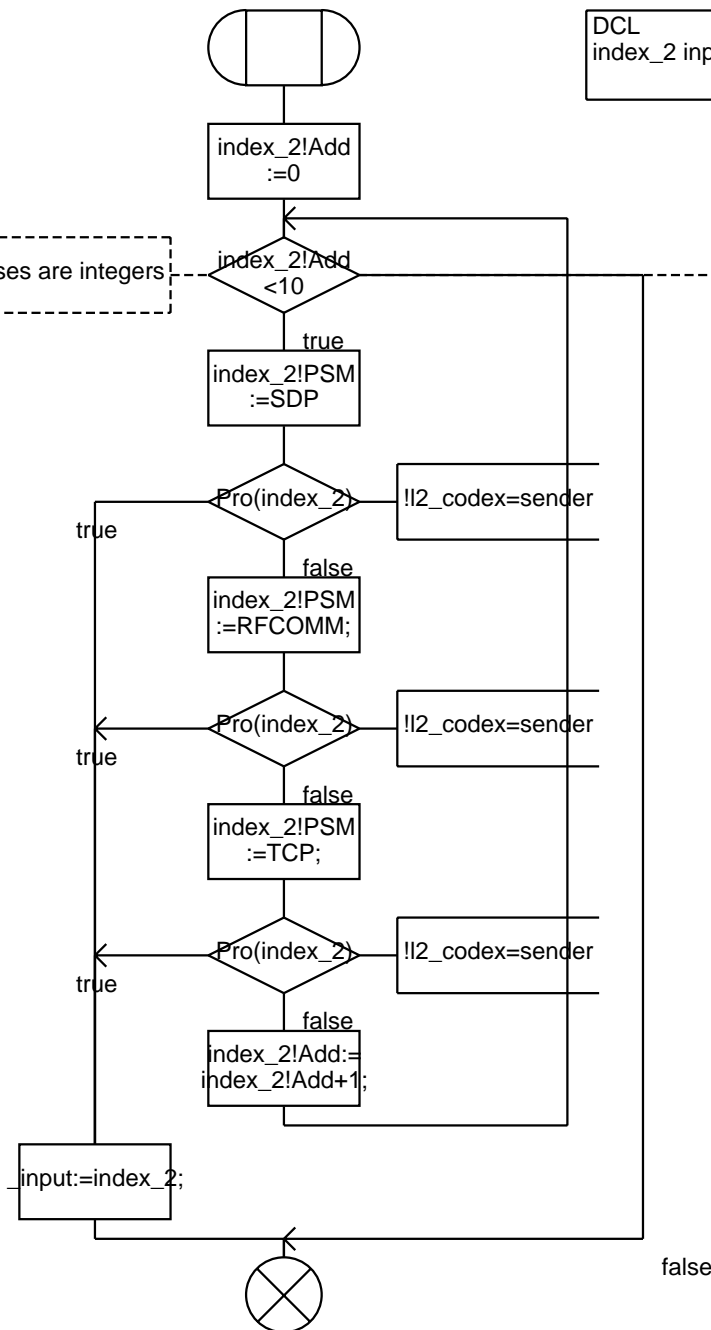 DCL
index_2 inp
index_2!Add
:=0
ses are integers
index_2!Add
<10
true
index_2!PSM
:=SDP
Pro(index_2)
!l2_codex=sender
true
false
index_2!PSM
:=RFCOMM;
Pro(index_2)
!l2_codex=sender
true
false
index_2!PSM
:=TCP;
Pro(index_2)
!l2_codex=sender
true
false
index_2!Add:=
index_2!Add+1;
_input:=index_2;
false